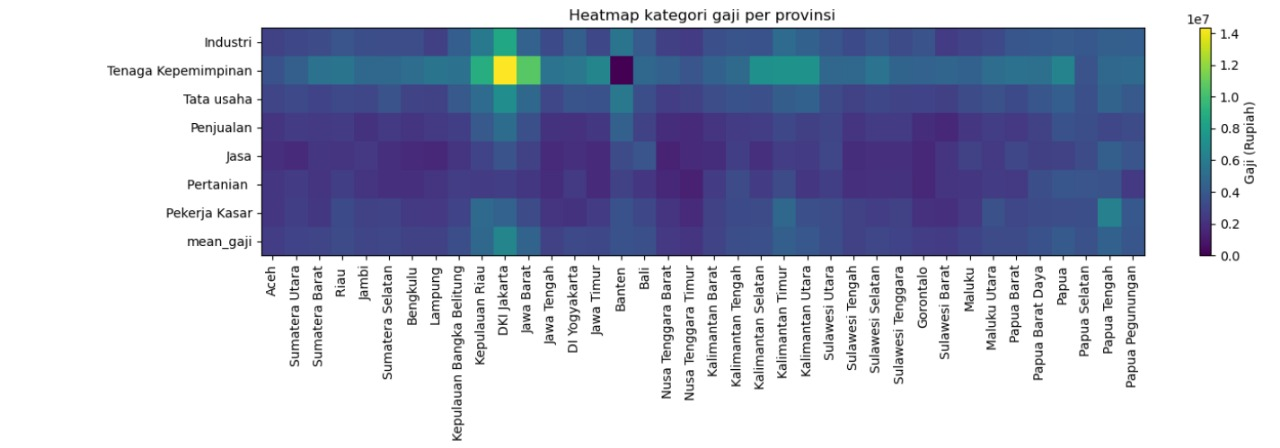 Heatmap kategori gaji per provinsi
Industri
Tenaga Kepemimpinan
Tata usaha
Penjualan
Jasa
Pertanian
Pekerja Kasar
mean_gaji
Aceh
Sumatera Utara
Sumatera Barat
Riau
Jambi
Sumatera Selatan
Bengkulu
Lampung
Kepulauan Bangka Belitung
Kepulauan Riau
DKI Jakarta
Jawa Barat
Jawa Tengah
DI Yogyakarta
Jawa Timur
Banten
Bali
Nusa Tenggara Barat
Nusa Tenggara Timur
Kalimantan Barat
Kalimantan Tengah
Kalimantan Selatan
Kalimantan Timur
Kalimantan Utara
Sulawesi Utara
Sulawesi Tengah
Sulawesi Selatan
Sulawesi Tenggara
Gorontalo
Sulawesi Barat
Maluku
Maluku Utara
Papua Barat
Papua Barat Daya
Papua
Papua Selatan
Papua Tengah
Papua Pegunungan
1e7
1.4
1.2
1.0
0.8
0.6
0.4
0.2
0.0
Gaji (Rupiah)